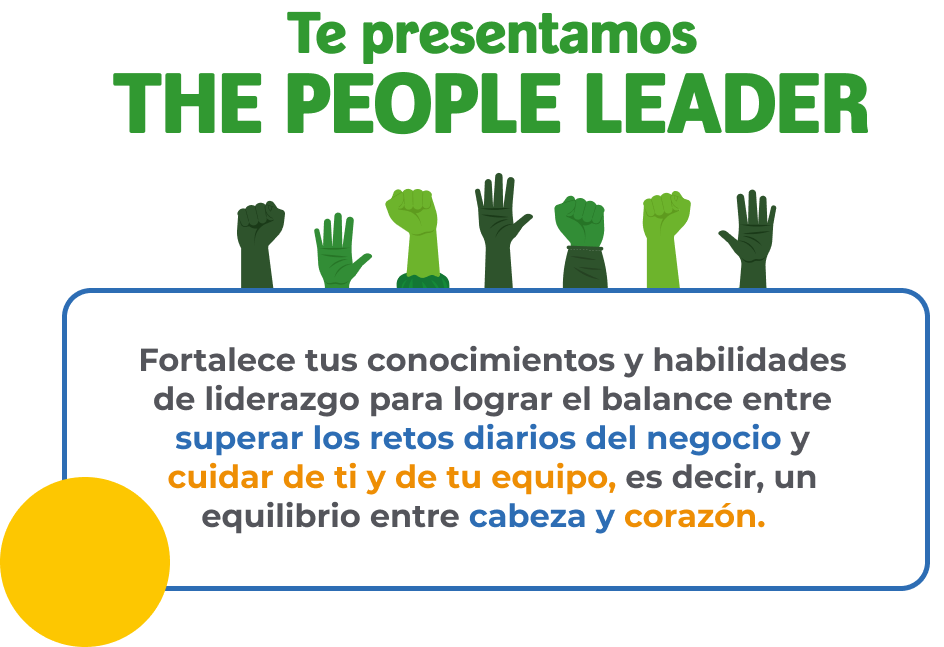 Te presentamos
THE PEOPLE LEADER
Fortalece tus conocimientos y habilidades
de liderazgo para lograr el balance entre
superar los retos diarios del negocio y
cuidar de ti y de tu equipo, es decir, un
equilibrio entre cabeza y corazón.